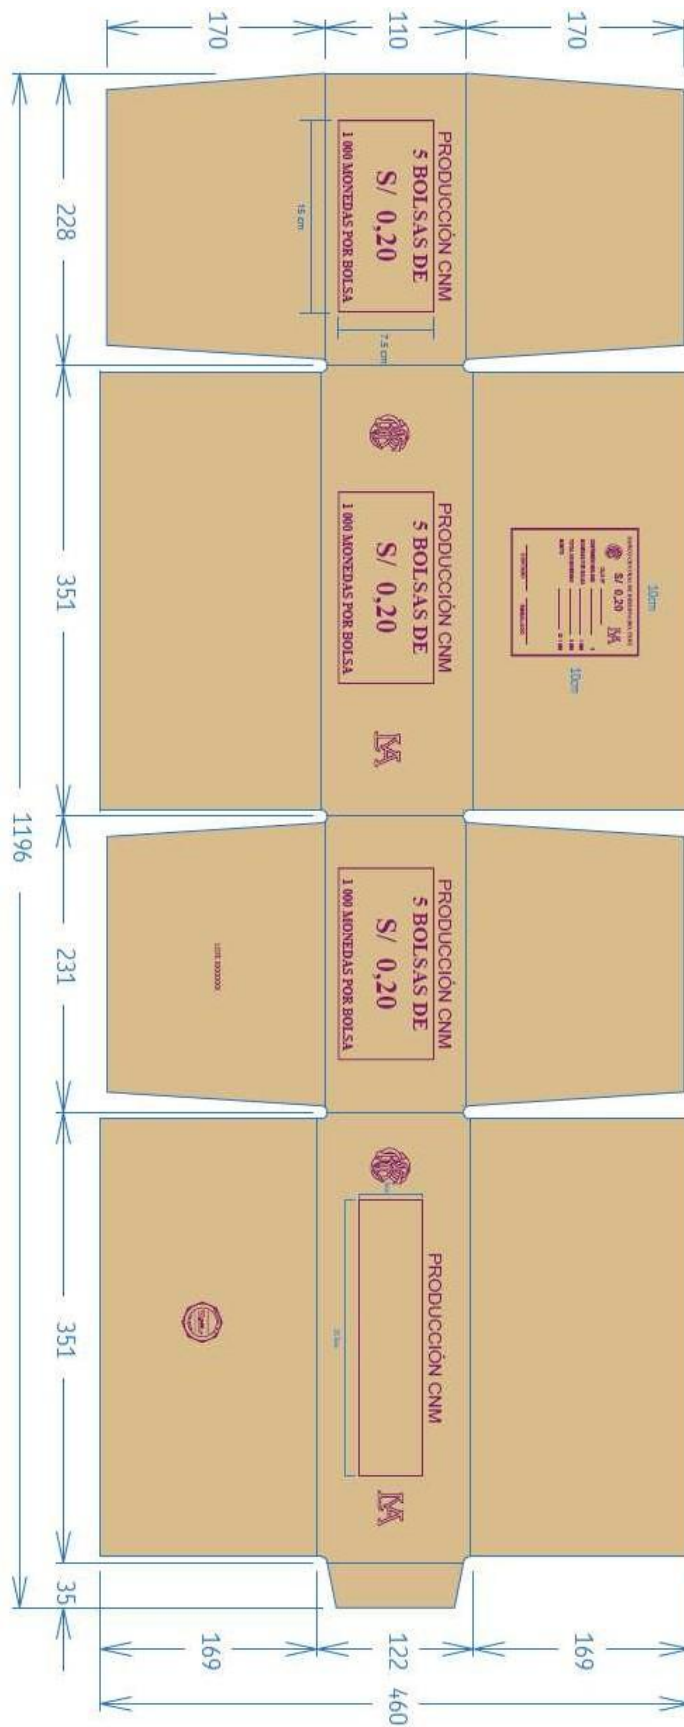 170
110
170
228
351
1196
231
351
35
169
122
169
460
PRODUCCIÓN CNM
5 BOLSAS DE
S/ 0,20
1 000 MONEDAS POR BOLSA
15 cm
7.5 cm
PRODUCCIÓN CNM
5 BOLSAS DE
S/ 0,20
1 000 MONEDAS POR BOLSA
10cm
10cm
S/ 0,20
PRODUCCIÓN CNM
5 BOLSAS DE
S/ 0,20
1 000 MONEDAS POR BOLSA
PRODUCCIÓN CNM